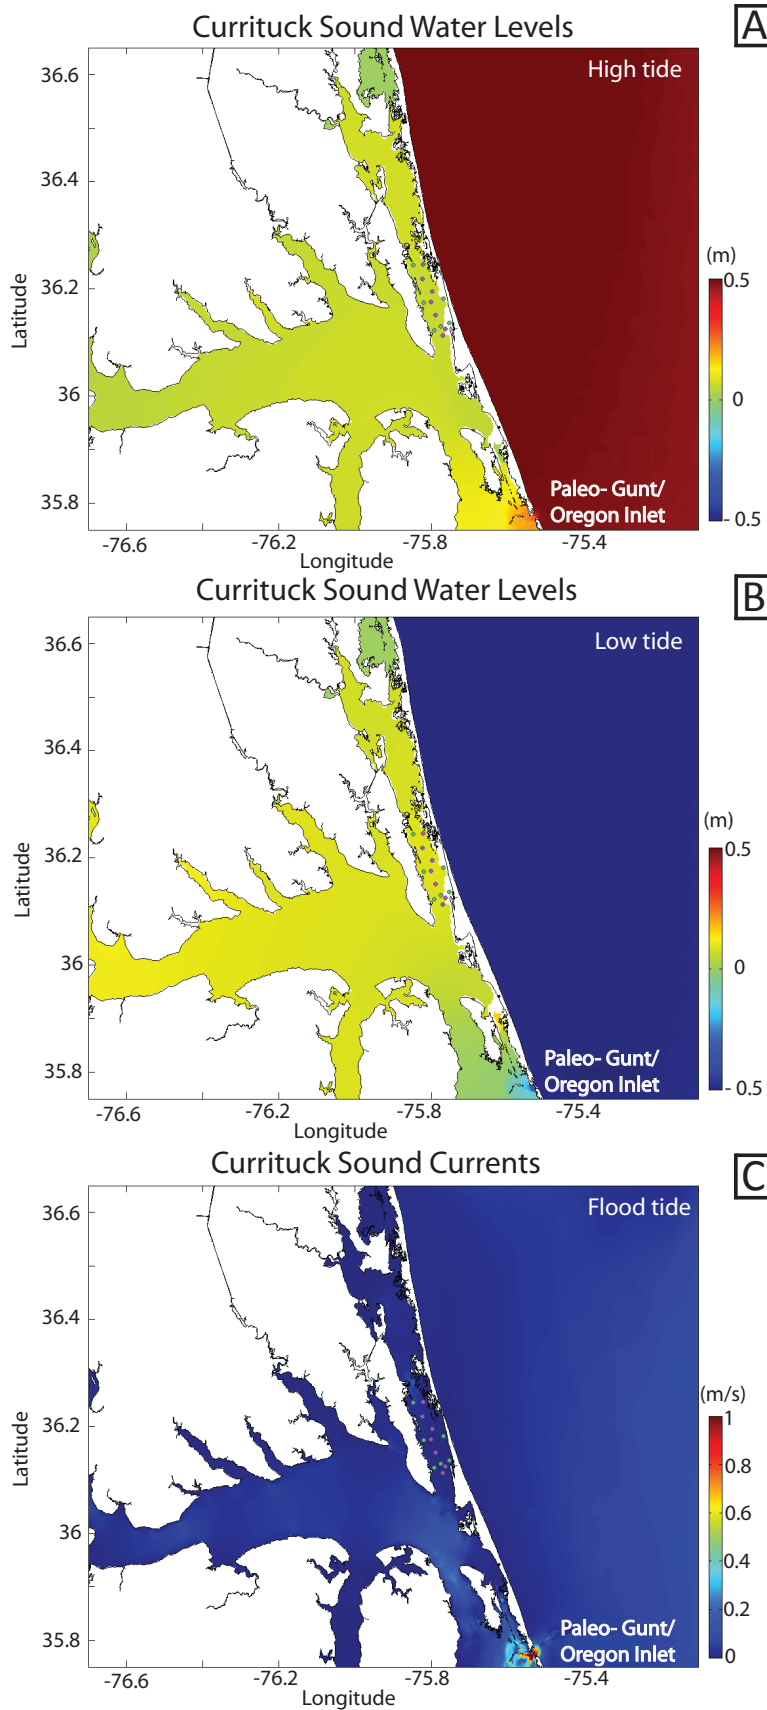 Currituck Sound Water Levels
A
High tide
36.6
36.4
36.2
36
35.8
Latitude
(m)
0.5
0
- 0.5
Paleo- Gunt/
Oregon Inlet
-76.6
-76.2
-75.8
-75.4
Longitude
Currituck Sound Water Levels
B
Low tide
36.6
36.4
36.2
36
35.8
Latitude
(m)
0.5
0
- 0.5
Paleo- Gunt/
Oregon Inlet
-76.6
-76.2
-75.8
-75.4
Longitude
Currituck Sound Currents
C
Flood tide
36.6
36.4
36.2
36
35.8
Latitude
(m/s)
1
0.8
0.6
0.4
0.2
0
Paleo- Gunt/
Oregon Inlet
-76.6
-76.2
-75.8
-75.4
Longitude